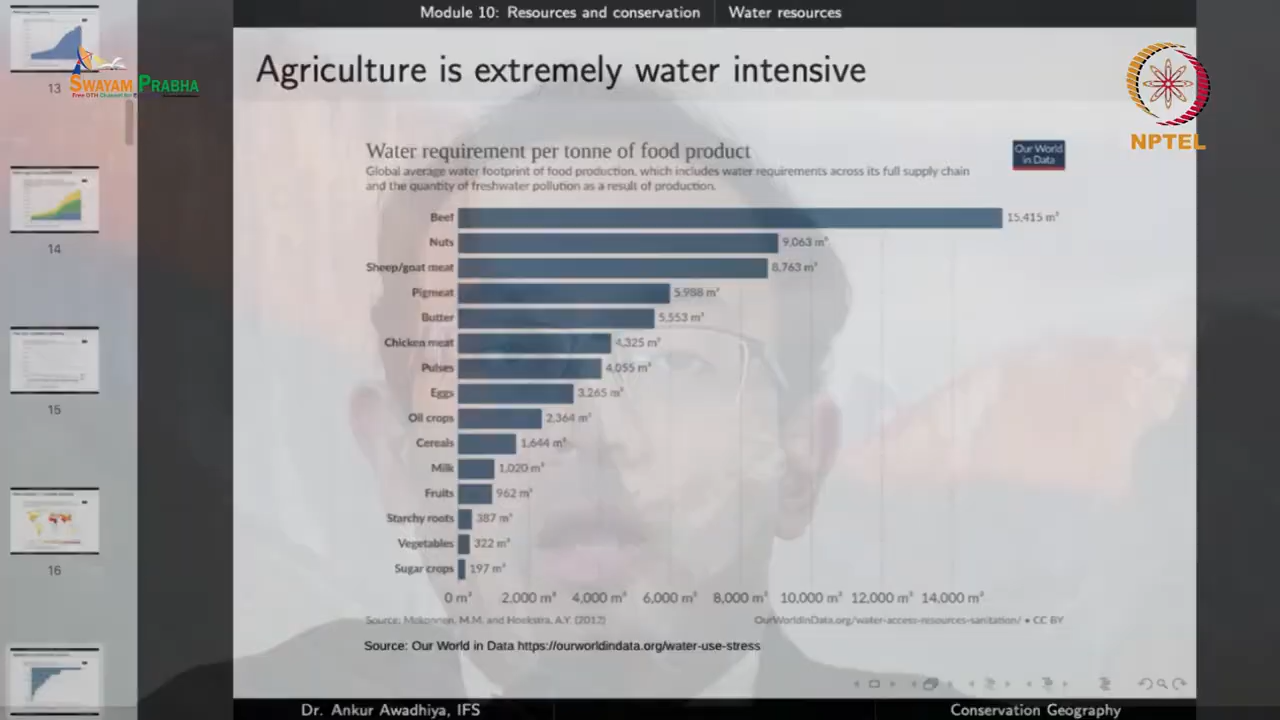 Module 10: Resources and conservation Water resources
Agriculture is extremely water intensive
13
SWAYAM PRABHA
Free DTH Channel for
NPTEL
Water requirement per tonne of food product
Our World
in Data
Global average water footprint of food production, which includes water requirements across its full supply chain
and the quantity of freshwater pollution as a result of production.
Beef 15,415 m³
Nuts 9,063 m³
14
Sheep/goat meat 8,763 m³
Pigmeat 5,988 m³
Butter 5,553 m³
Chicken meat 4,325 m³
Pulses 4,055 m³
Eggs 3,265 m³
15
Oil crops 2,364 m³
Cereals 1,644 m³
Milk 1,020 m³
Fruits 962 m³
Starchy roots 387 m³
Vegetables 322 m³
Sugar crops 197 m³
16
0 m³ 2,000 m³ 4,000 m³ 6,000 m³ 8,000 m³ 10,000 m³ 12,000 m³ 14,000 m³
Source: Mekonnen, M.M. and Hoekstra, A.Y. (2012) OurWorldInData.org/water-access-resources-sanitation/ • CC BY
Source: Our World in Data https://ourworldindata.org/water-use-stress
Dr. Ankur Awadhiya, IFS Conservation Geography